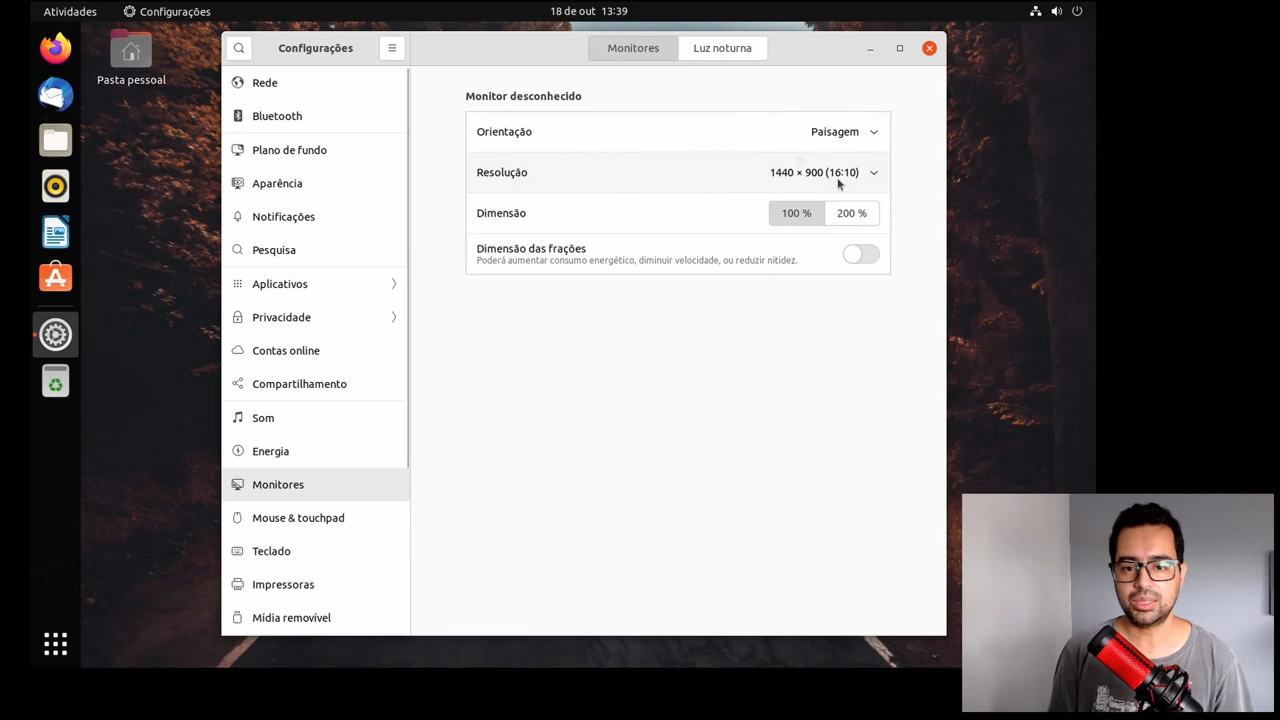 Atividades
Configurações
18 de out 13:39
Pasta pessoal
Configurações
Monitores
Luz noturna
Rede
Bluetooth
Plano de fundo
Aparência
Notificações
Pesquisa
Aplicativos
Privacidade
Contas online
Compartilhamento
Som
Energia
Monitores
Mouse & touchpad
Teclado
Impressoras
Mídia removível
Monitor desconhecido
Orientação
Paisagem
Resolução
1440 × 900 (16:10)
Dimensão
100 %
200 %
Dimensão das frações
Poderá aumentar consumo energético, diminuir velocidade, ou reduzir nitidez.